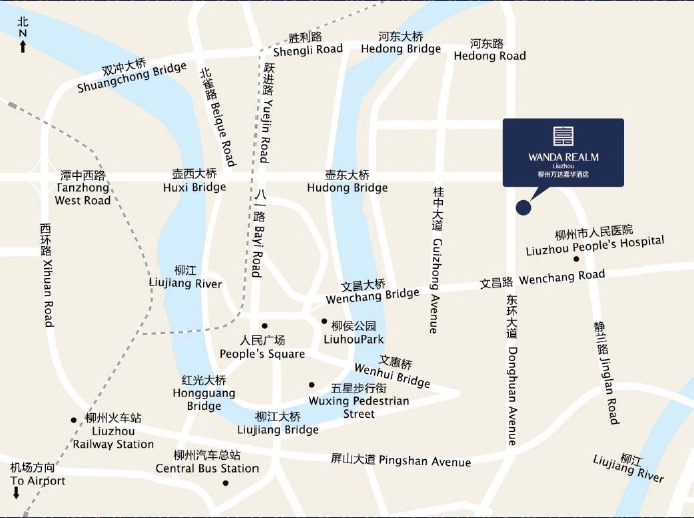 北
N
胜利路
Shengli Road
河东大桥
Hedong Bridge
河东路
Hedong Road
双冲大桥
Shuangchong Bridge
北雀路 Beique Road
跃进路 Yuejin Road
WANDA REALM
Liuzhou
柳州万达嘉华酒店
潭中西路
Tanzhong
West Road
壶西大桥
Huxi Bridge
壶东大桥
Hudong Bridge
八一路 Bayi Road
桂中大道 Guizhong Avenue
西环路 Xihuan Road
柳州市人民医院
Liuzhou People's Hospital
柳江
Liujiang River
文昌大桥
Wenchang Bridge
文昌路 Wenchang Road
东环大道 Donghuan Avenue
静兰路 Jinglan Road
人民广场
People's Square
柳侯公园
LiuhouPark
文惠桥
Wenhui Bridge
红光大桥
Hongguang
Bridge
五星步行街
Wuxing Pedestrian
Street
柳州火车站
Liuzhou
Railway Station
柳江大桥
Liujiang Bridge
柳州汽车总站
Central Bus Station
屏山大道 Pingshan Avenue
柳江
Liujiang River
机场方向
To Airport